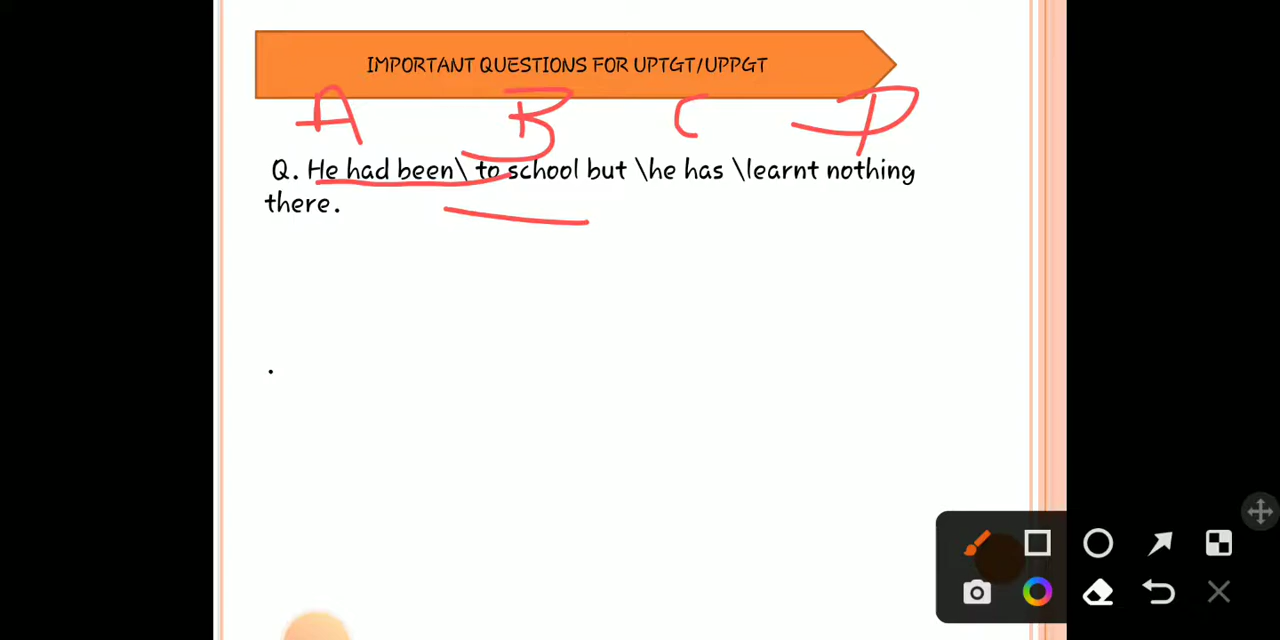 IMPORTANT QUESTIONS FOR UPTGT/UPPGT
A B C D
Q. He had been\ to school but \he has \learnt nothing
there.
.